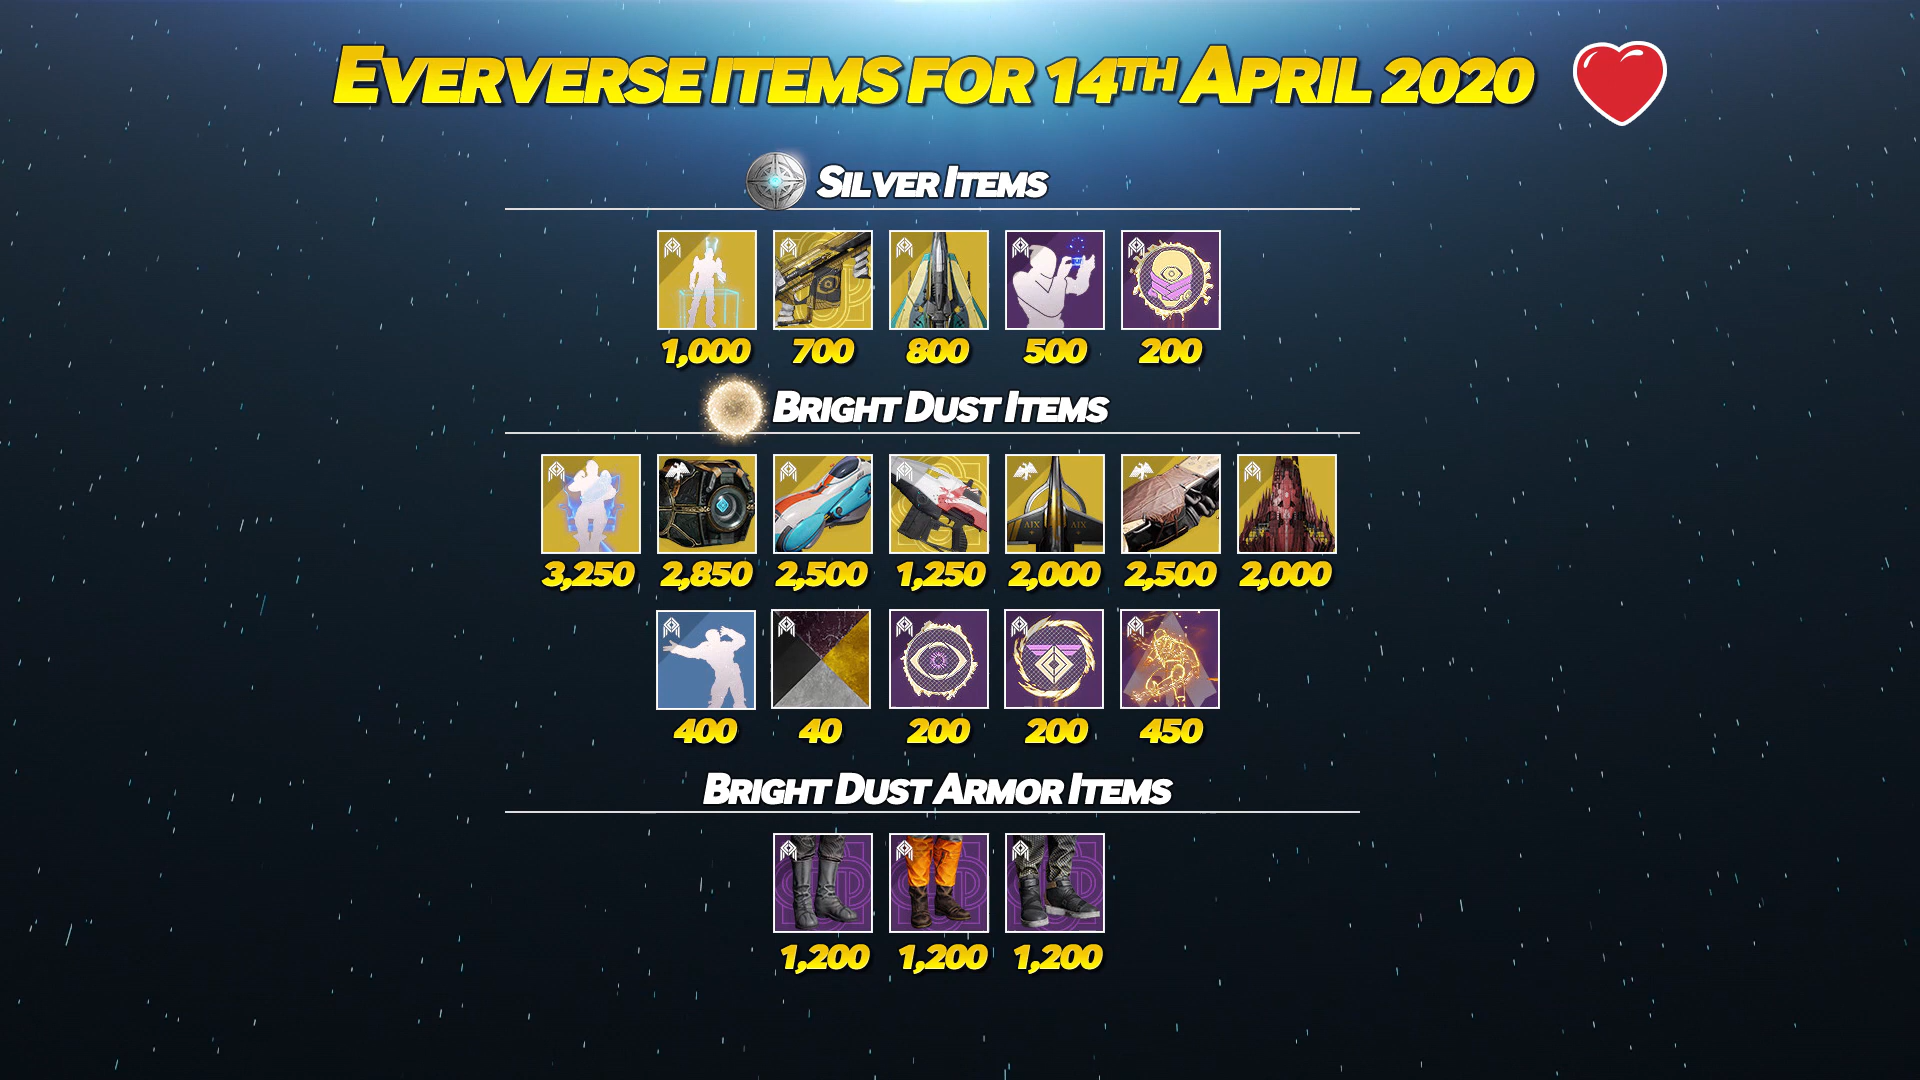 EVERVERSE ITEMS FOR 14TH APRIL 2020
SILVER ITEMS
1,000 700 800 500 200
BRIGHT DUST ITEMS
AIX AIX
3,250 2,850 2,500 1,250 2,000 2,500 2,000
400 40 200 200 450
BRIGHT DUST ARMOR ITEMS
1,200 1,200 1,200